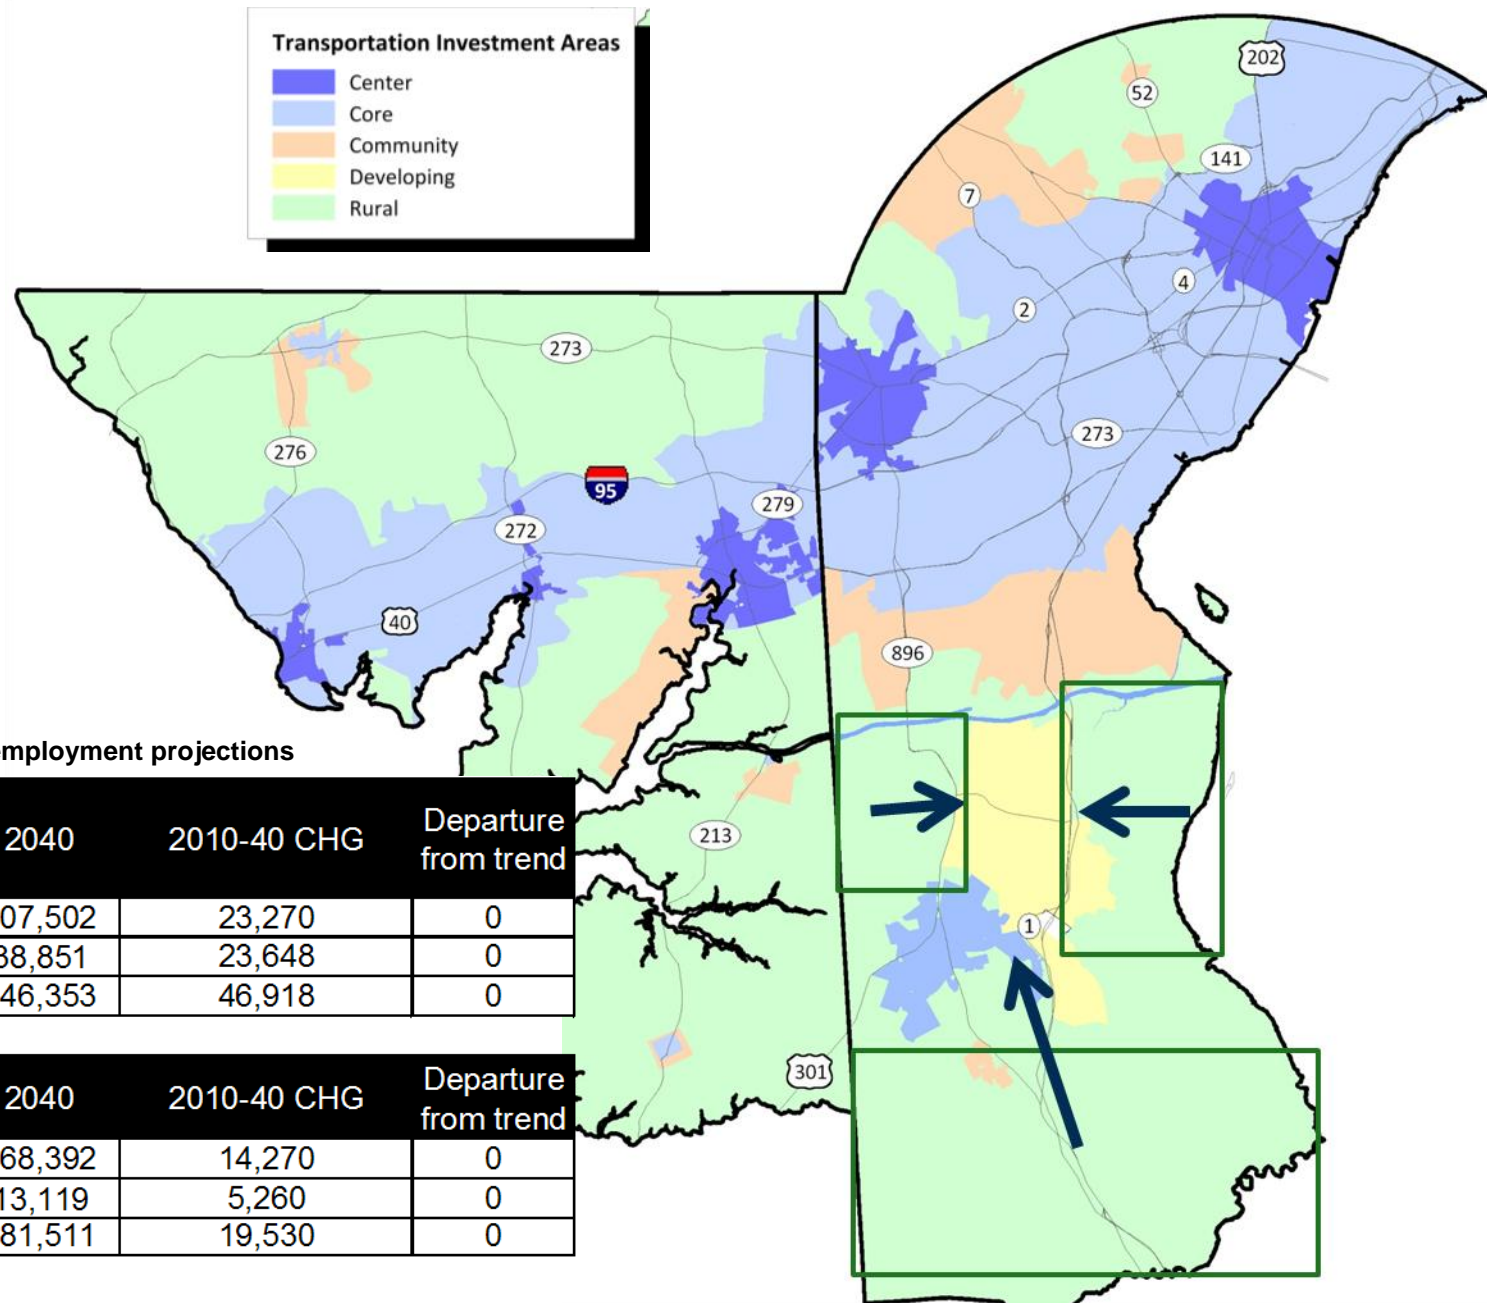 Transportation Investment Areas
Center
Core
Community
Developing
Rural
202
52
141
7
4
2
273
273
276
95
279
272
40
896
213
1
301
employment projections
2040 2010-40 CHG Departure from trend
07,502 23,270 0
38,851 23,648 0
46,353 46,918 0
2040 2010-40 CHG Departure from trend
68,392 14,270 0
13,119 5,260 0
81,511 19,530 0